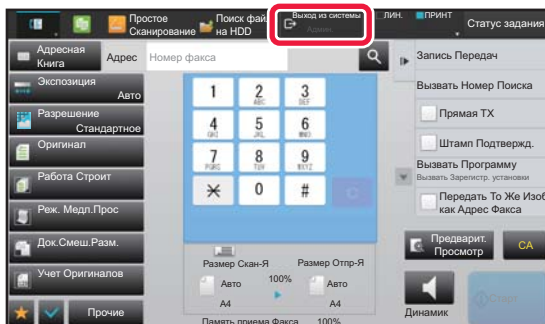 Простое
Сканирование
Поиск фай
на HDD
Выход из системы
Админ.
ЛИН.
ПРИНТ
Статус задания
Адресная
Книга
Адрес
Номер факса
Запись Передач
Экспозиция
Авто
Вызвать Номер Поиска
Разрешение
Стандартное
Прямая TX
Оригинал
Штамп Подтвержд.
Работа Строит
Вызвать Программу
Вызвать Зарегистр. установки
Реж. Медл.Прос
Передать То Же Изоб
как Адрес Факса
1
2
ABC
3
DEF
4
GHI
5
JKL
6
MNO
7
PQRS
8
TUV
9
WXYZ
0
#
C
Док.Смеш.Разм.
Предварит.
Просмотр
CA
Размер Скан-Я
Размер Отпр-Я
Учет Оригиналов
Авто
100%
Авто
A4
A4
Старт
Прочие
Память приема Факса 100%
Динамик